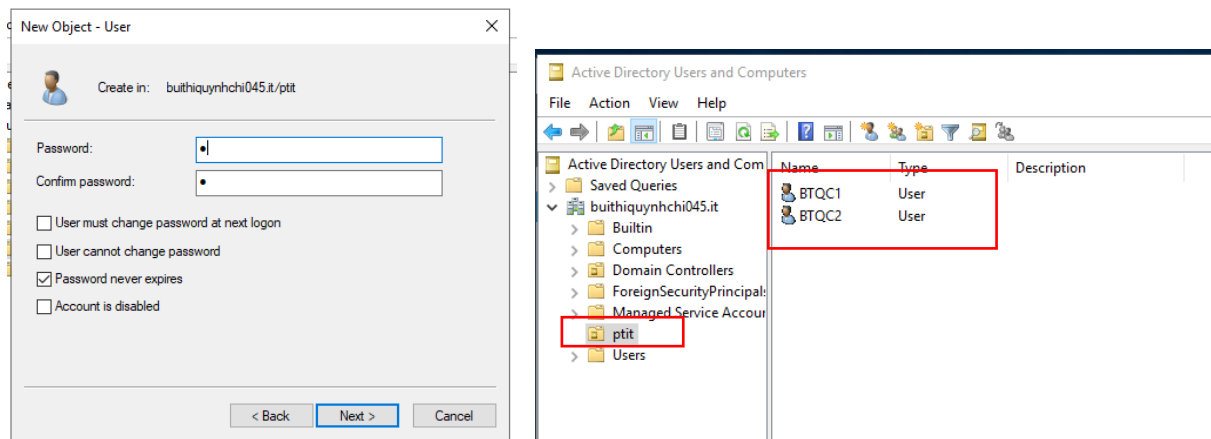 New Object - User
Create in: buithiquynhchi045.it/ptit
Password:
Confirm password:
User must change password at next logon
User cannot change password
Password never expires
Account is disabled
< Back
Next >
Cancel
Active Directory Users and Computers
File Action View Help
Active Directory Users and Com
Saved Queries
buithiquynhchi045.it
Builtin
Computers
Domain Controllers
ForeignSecurityPrincipals
Managed Service Accour
ptit
Users
Name Type Description
BTQC1 User
BTQC2 User